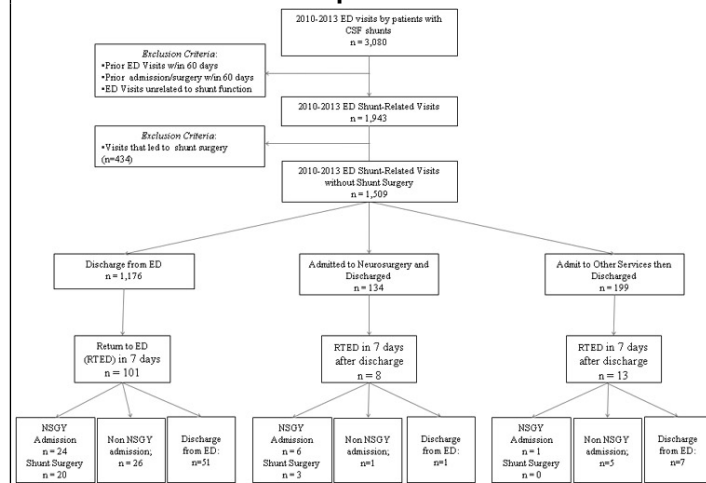 2010-2013 ED visits by patients with
CSF shunts
n = 3,080
Exclusion Criteria:
•Prior ED Visits w/in 60 days
•Prior admission/surgery w/in 60 days
•ED Visits unrelated to shunt function
2010-2013 ED Shunt-Related Visits
n = 1,943
Exclusion Criteria:
•Visits that led to shunt surgery
(n=434)
2010-2013 ED Shunt-Related Visits
without Shunt Surgery
n = 1,509
Discharge from ED
n = 1,176
Admitted to Neurosurgery and
Discharged
n = 134
Admit to Other Services then
Discharged
n = 199
Return to ED
(RTED) in 7 days
n = 101
RTED in 7 days
after discharge
n = 8
RTED in 7 days
after discharge
n = 13
NSGY
Admission
n = 24
Shunt Surgery
n = 20
Non NSGY
admission;
n = 26
Discharge
from ED:
n=51
NSGY
Admission
n = 6
Shunt Surgery
n = 3
Non NSGY
admission;
n=1
Discharge
from ED:
n=1
NSGY
Admission
n = 1
Shunt Surgery
n = 0
Non NSGY
admission;
n=5
Discharge
from ED:
n=7